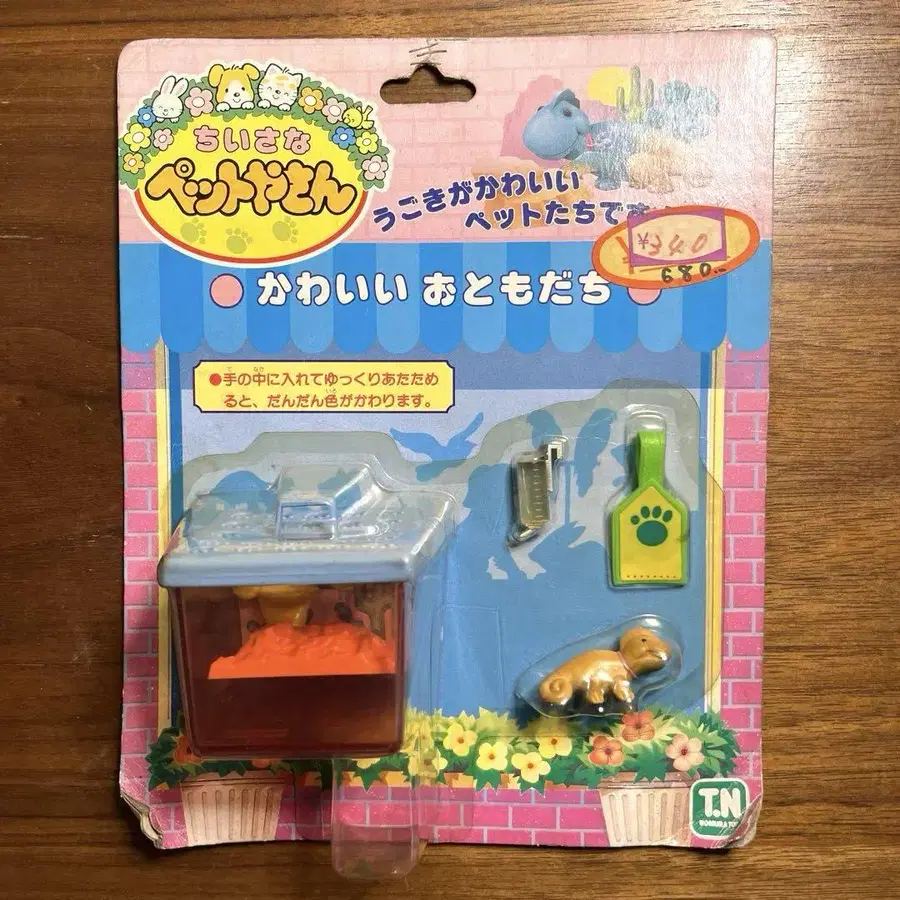 ちいさな
ペットやさん
うごきがかわいい
ペットたちです
¥340
680.-
かわいい おともだち
●手の中に入れてゆっくりあたため
ると、だんだん色がかわります。
T.N